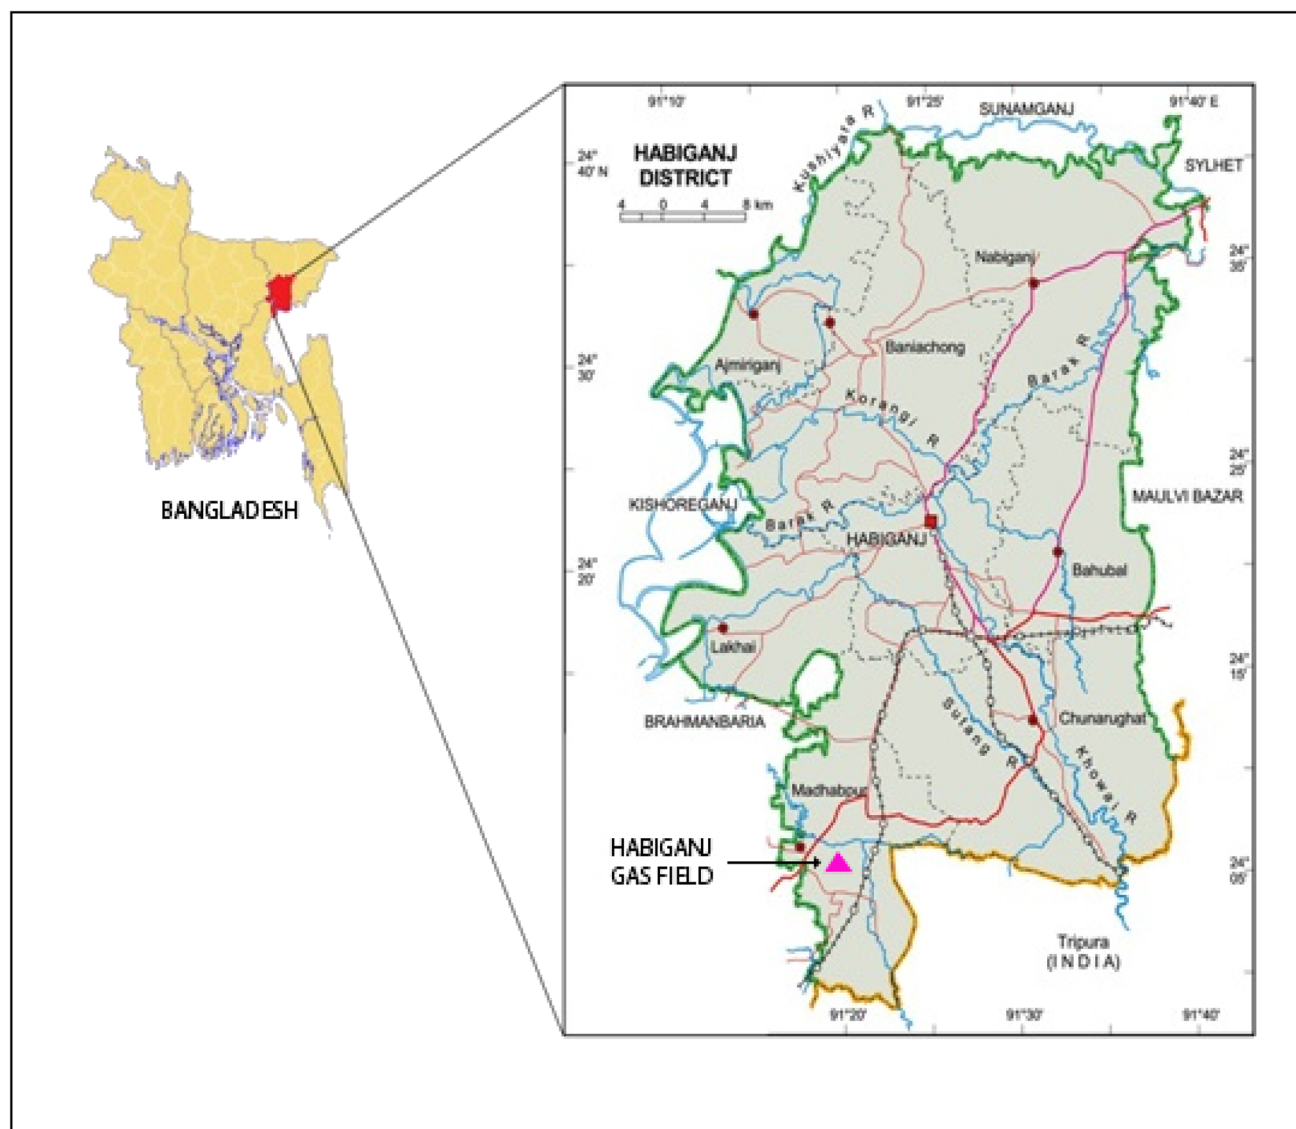 91°10'
91°25'
91°40' E
SUNAMGANJ
Kushiyata R
HABIGANJ
DISTRICT
24°
40' N
SYLHET
4 0 4 8 km
24°
35'
Nabiganj
Baniachong
Ajmiriganj
24°
30'
Barak R
Korangi R
24°
25'
MAULVI BAZAR
KISHOREGANJ
BANGLADESH
Barak R
HABIGANJ
24°
20'
Bahubal
Lakhai
24°
15'
BRAHMANBARIA
Chunarughat
Sutang R
Khowai R
Madhabpur
HABIGANJ
GAS FIELD
24°
05'
Tripura
(I N D I A)
91°20'
91°30'
91°40'